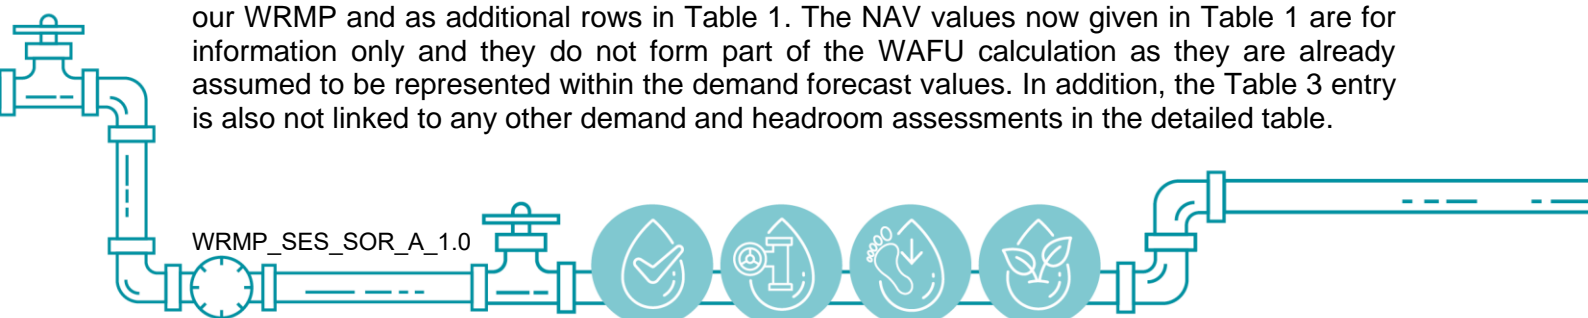 our WRMP and as additional rows in Table 1. The NAV values now given in Table 1 are for
information only and they do not form part of the WAFU calculation as they are already
assumed to be represented within the demand forecast values. In addition, the Table 3 entry
is also not linked to any other demand and headroom assessments in the detailed table.
WRMP_SES_SOR_A_1.0